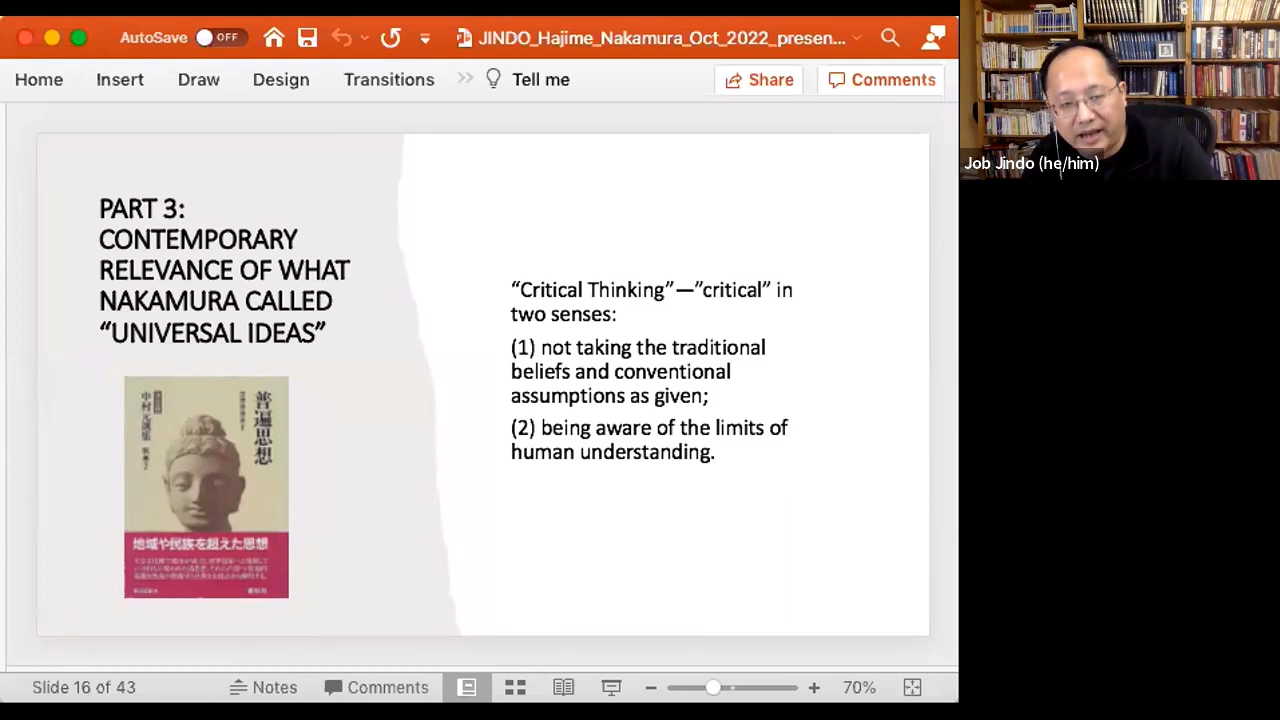 AutoSave OFF JINDO_Hajime_Nakamura_Oct_2022_presen...
Home Insert Draw Design Transitions Tell me Share Comments
Job Jindo (he/him)
PART 3:
CONTEMPORARY
RELEVANCE OF WHAT
NAKAMURA CALLED
“UNIVERSAL IDEAS”
普遍思想
中村元選集
地域や民族を超えた思想
“Critical Thinking”—”critical” in
two senses:
(1) not taking the traditional
beliefs and conventional
assumptions as given;
(2) being aware of the limits of
human understanding.
Slide 16 of 43 Notes Comments 70%